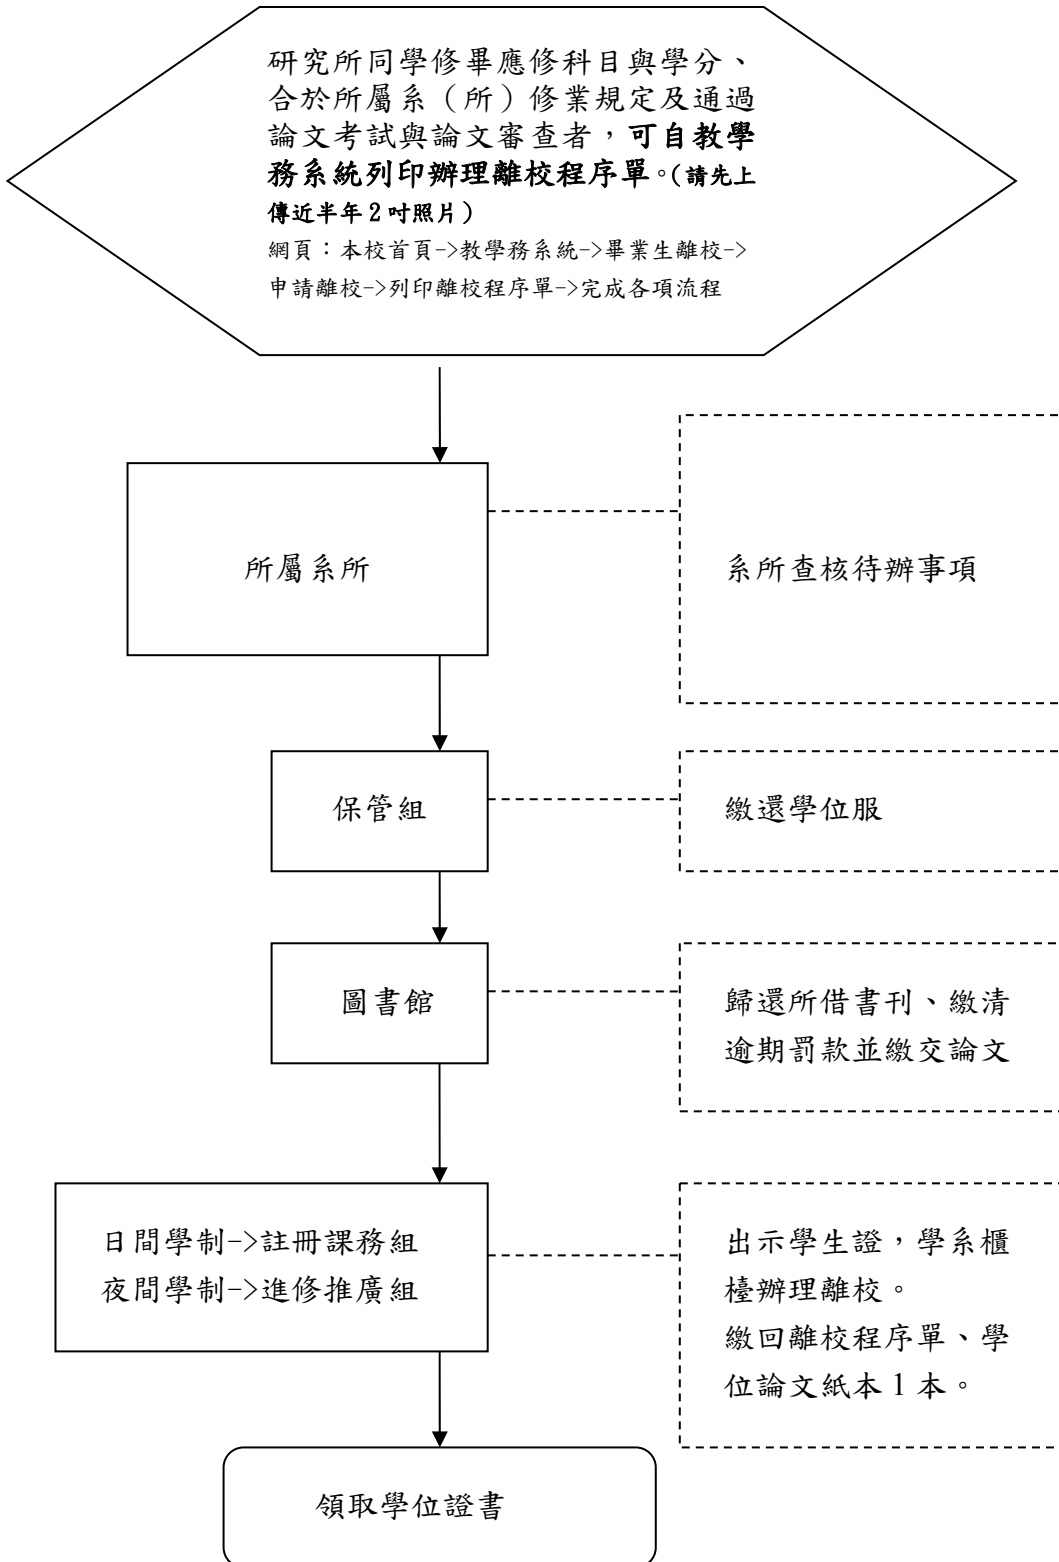 研究所同學修畢應修科目與學分、
合於所屬系（所）修業規定及通過
論文考試與論文審查者，可自教學
務系統列印辦理離校程序單。(請先上
傳近半年 2 吋照片)
網頁：本校首頁->教學務系統->畢業生離校->
申請離校->列印離校程序單->完成各項流程
所屬系所
系所查核待辦事項
保管組
繳還學位服
圖書館
歸還所借書刊、繳清
逾期罰款並繳交論文
日間學制->註冊課務組
夜間學制->進修推廣組
出示學生證，學系櫃
檯辦理離校。
繳回離校程序單、學
位論文紙本 1 本。
領取學位證書